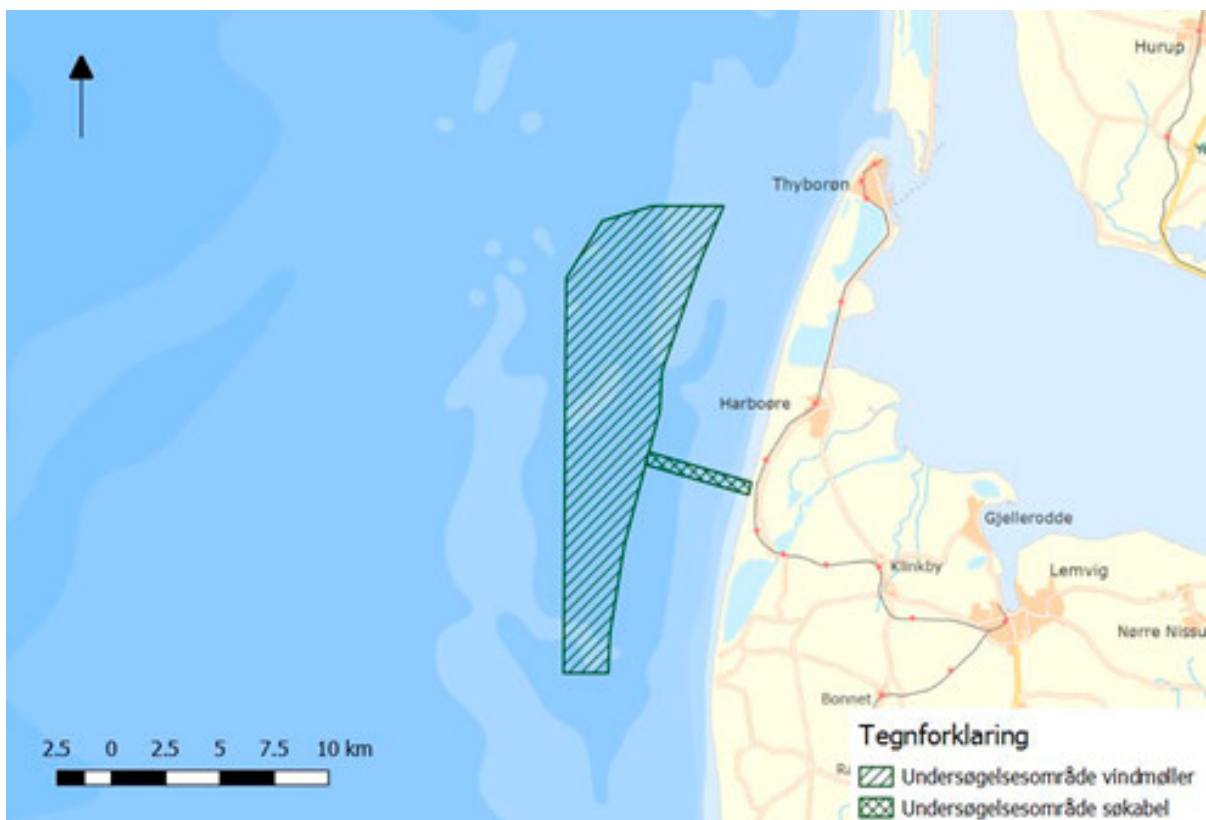 Hurup
Thyborøn
Harboøre
Gjellerodde
Klinkby
Lemvig
Nørre Nissu
Bonnet
2.5 0 2.5 5 7.5 10 km
Tegnforklaring
Undersøgelsesområde vindmøller
Undersøgelsesområde søkabel